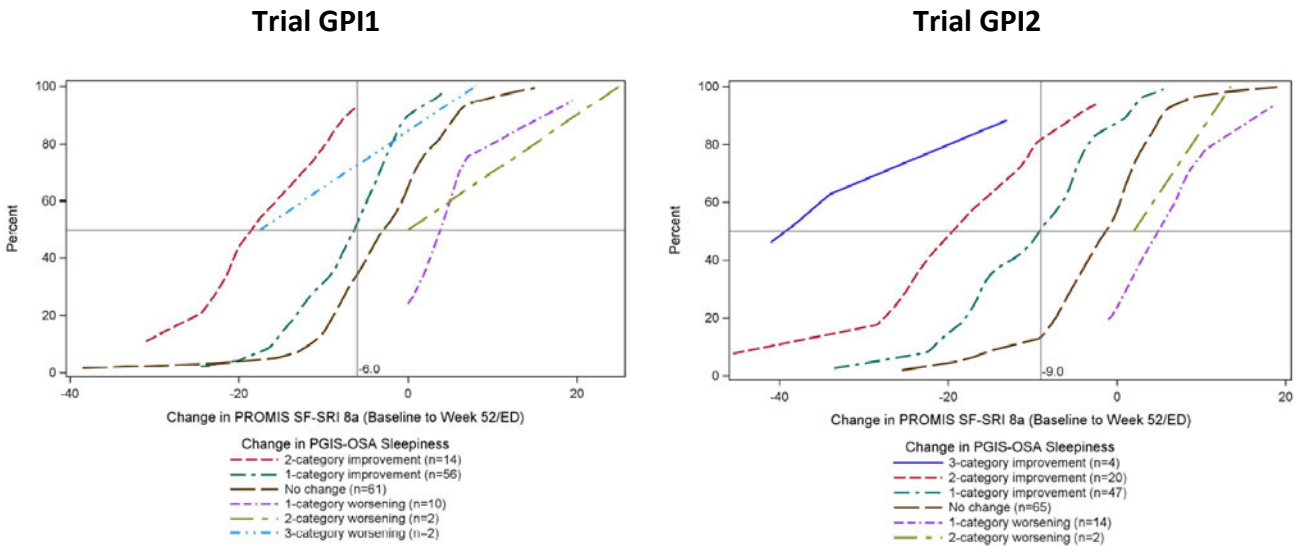 Trial GPI1
Trial GPI2
100
80
60
40
20
0
Percent
-6.0
-40
-20
0
20
Change in PROMIS SF-SRI 8a (Baseline to Week 52/ED)
Change in PGIS-OSA Sleepiness
2-category improvement (n=14)
1-category improvement (n=56)
No change (n=61)
1-category worsening (n=10)
2-category worsening (n=2)
3-category worsening (n=2)
100
80
60
40
20
0
Percent
-9.0
-40
-20
0
20
Change in PROMIS SF-SRI 8a (Baseline to Week 52/ED)
Change in PGIS-OSA Sleepiness
3-category improvement (n=4)
2-category improvement (n=20)
1-category improvement (n=47)
No change (n=65)
1-category worsening (n=14)
2-category worsening (n=2)